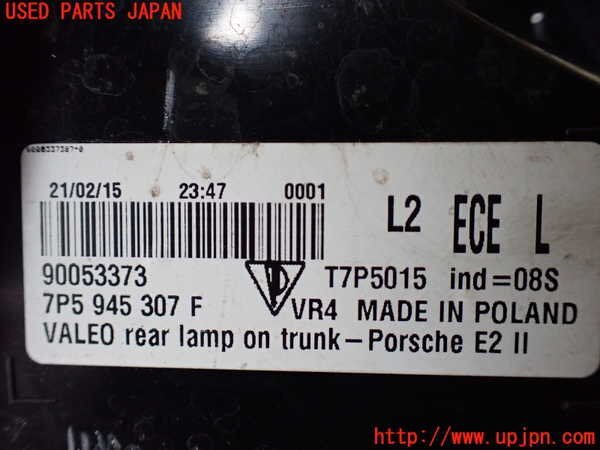 USED PARTS JAPAN
21/02/15 23:47 0001
L2 ECE L
90053373
T7P5015 ind=08S
7P5 945 307 F
VR4 MADE IN POLAND
VALEO rear lamp on trunk-Porsche E2 II
http://www.upjpn.com/